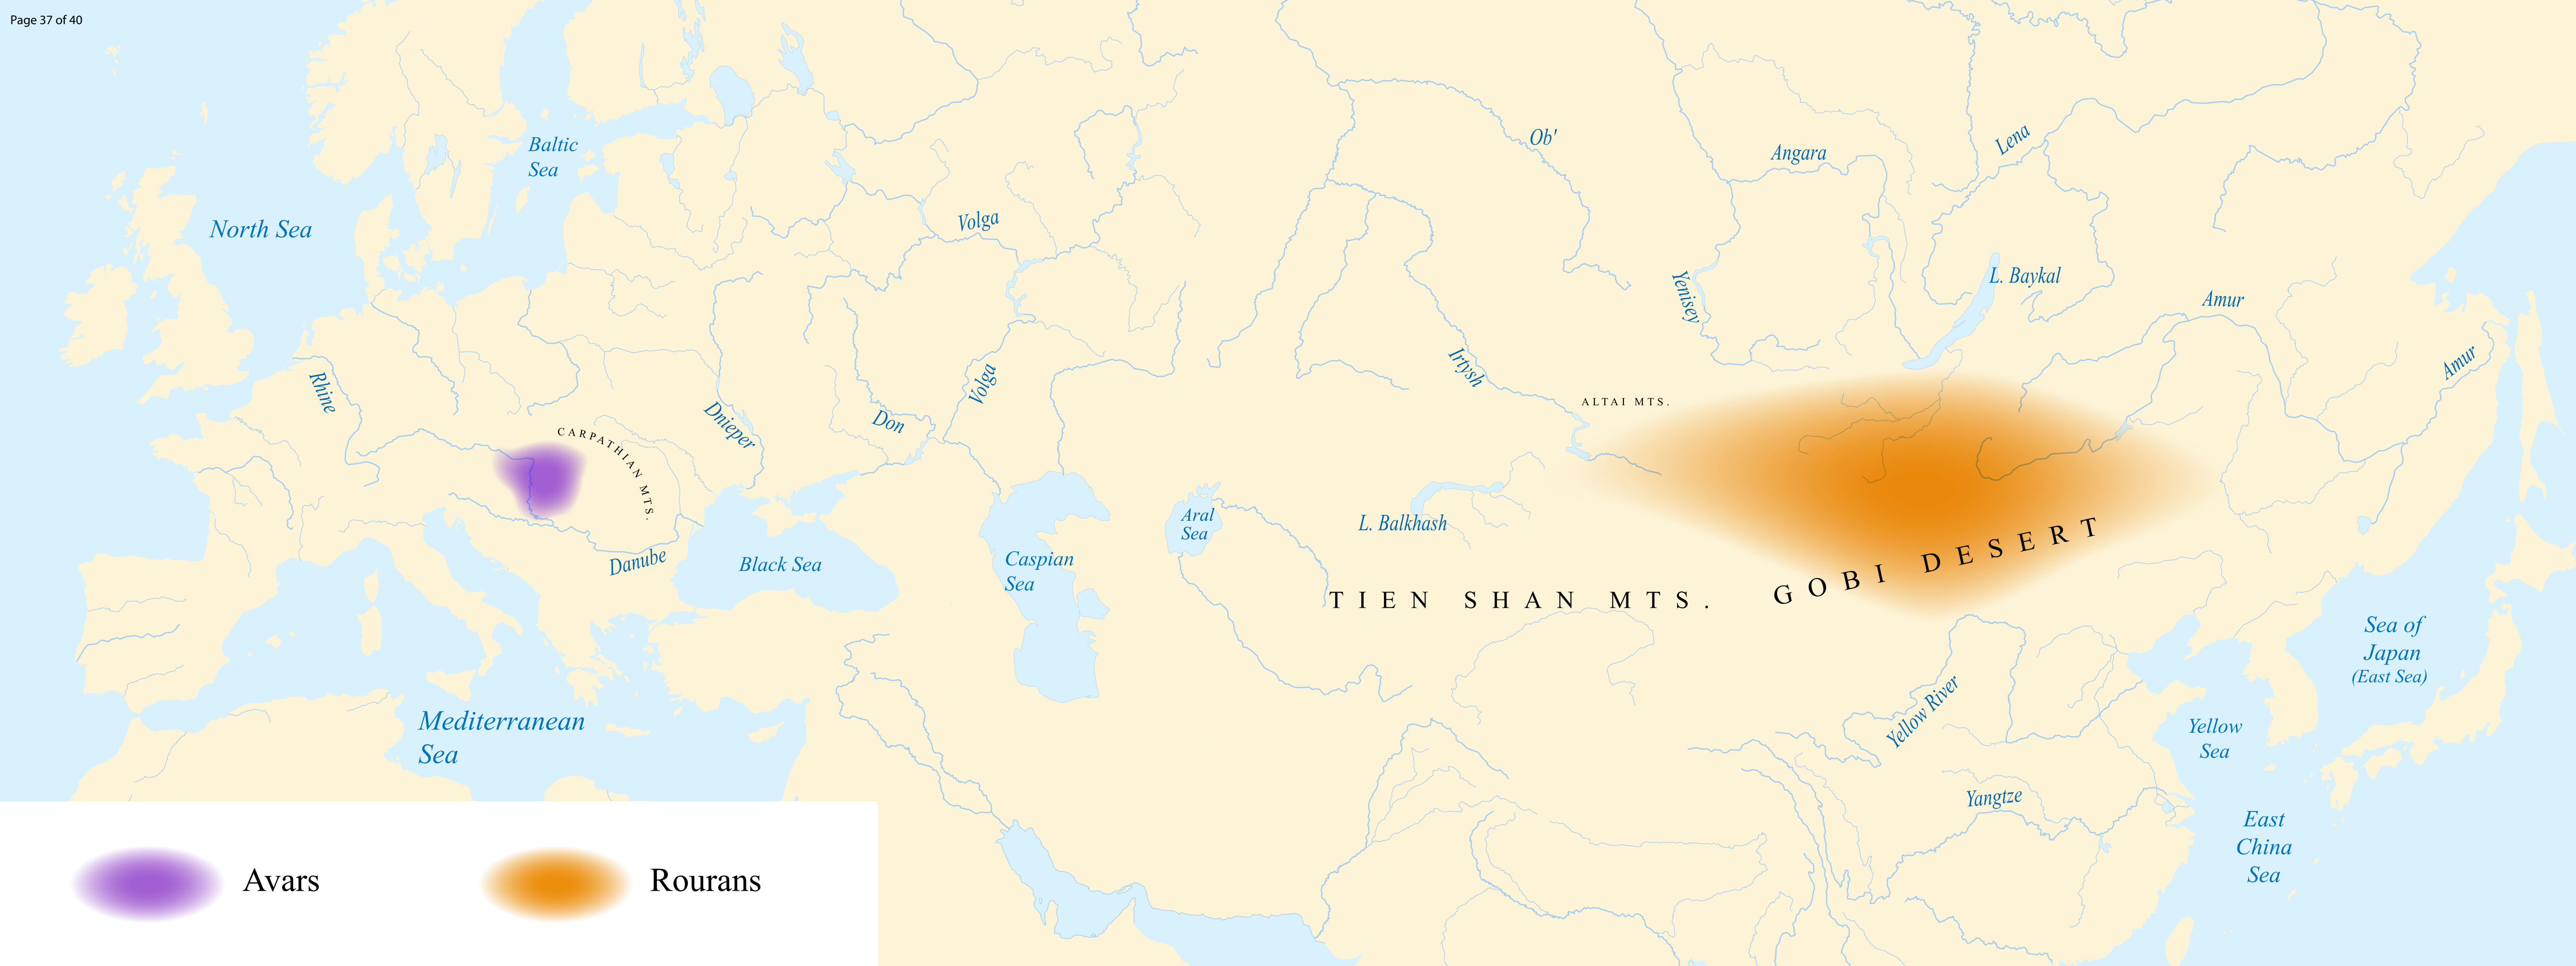 Page 37 of 40
Baltic
Sea
North Sea
Volga
Ob'
Angara
Lena
Yenisey
L. Baykal
Amur
Amur
Rhine
Irtysh
Volga
Dnieper
Don
ALTAI MTS.
CARPATHIAN MTS.
Aral
Sea
L. Balkhash
Danube
Black Sea
Caspian
Sea
TIEN SHAN MTS.
GOBI DESERT
Sea of
Japan
(East Sea)
Mediterranean
Sea
Yellow River
Yellow
Sea
Yangtze
East
China
Sea
Avars
Rourans